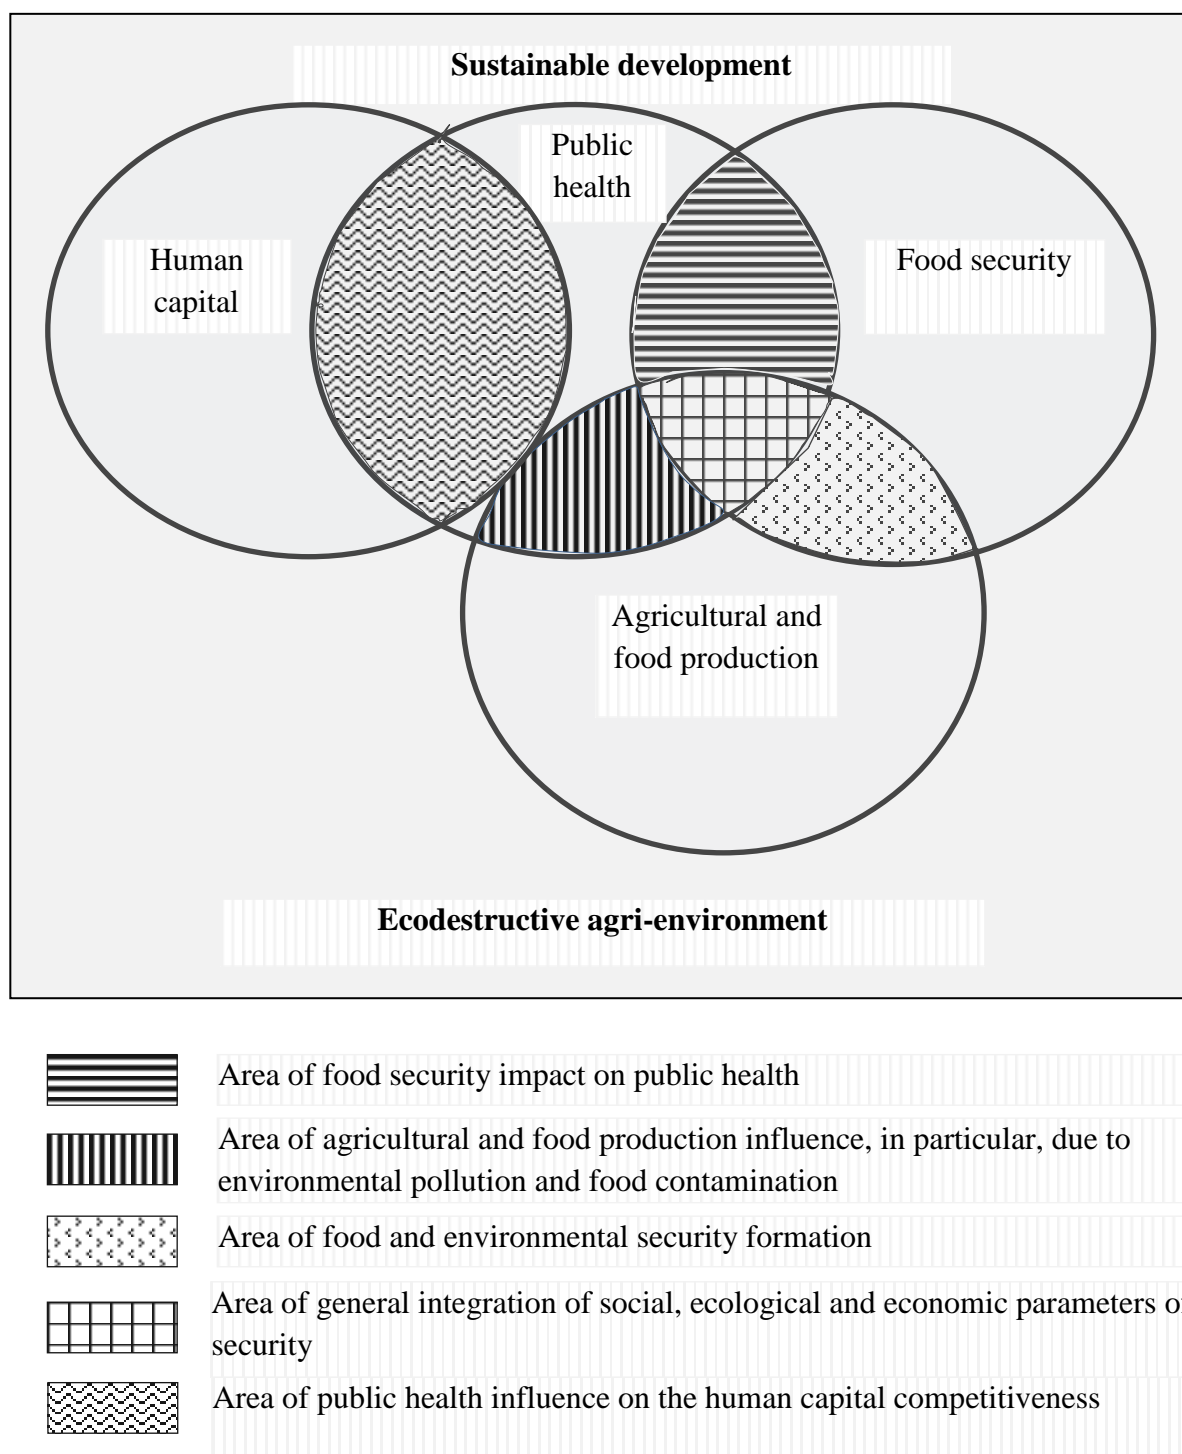 Sustainable development
Public
health
Human
capital
Food security
Agricultural and
food production
Ecodestructive agri-environment
Area of food security impact on public health
Area of agricultural and food production influence, in particular, due to
environmental pollution and food contamination
Area of food and environmental security formation
Area of general integration of social, ecological and economic parameters
security
Area of public health influence on the human capital competitiveness